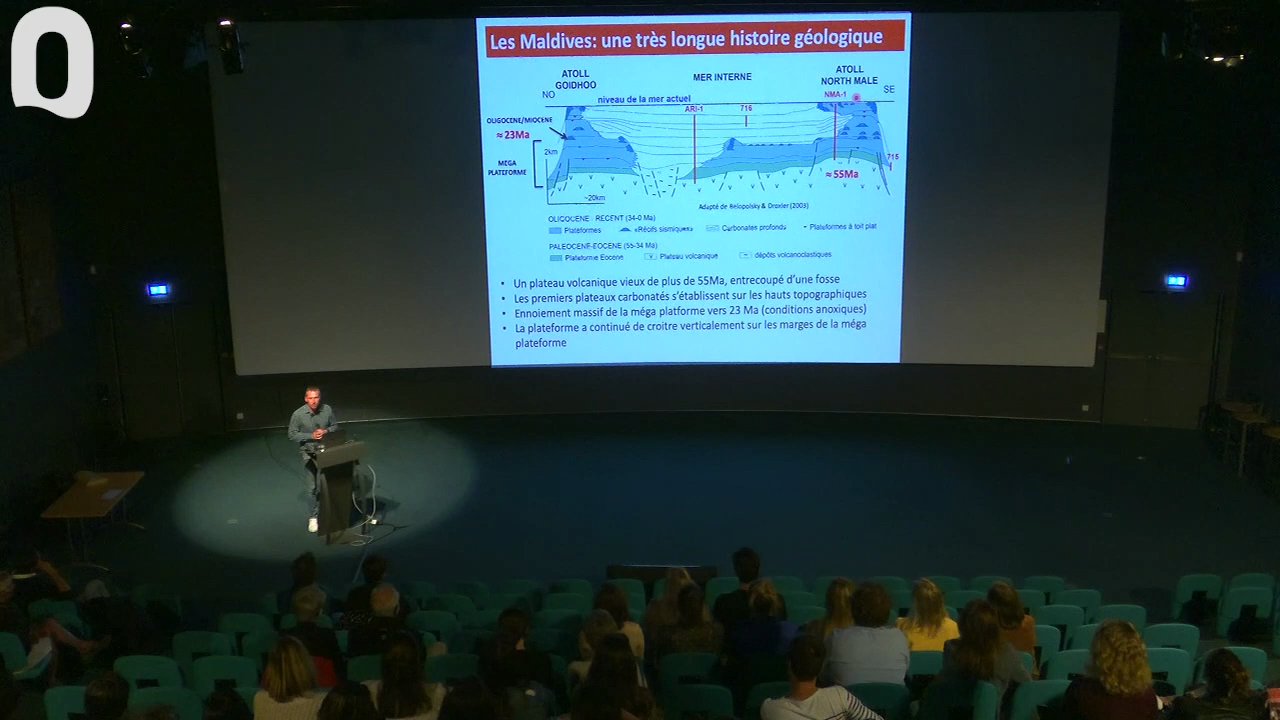 Q
Les Maldives: une très longue histoire géologique
ATOLL
GOIDHOO
MER INTERNE
ATOLL
NORTH MALE
NO
niveau de la mer actuel
NMA-1
SE
ARI-1
716
OLIGOCENE/MIOCENE
≈23Ma
2km
MEGA
PLATEFORME
715
≈55Ma
~20km
Adapté de Belopolsky & Droxler (2003)
OLIGOCENE - RECENT (34-0 Ma)
Plateformes
«Récifs sismiques»
Carbonates profonds
Plateformes à toit plat
PALEOCENE-EOCENE (55-34 Ma)
Plateforme Eocène
Plateau volcanique
dépôts volcanoclastiques
• Un plateau volcanique vieux de plus de 55Ma, entrecoupé d'une fosse
• Les premiers plateaux carbonatés s'établissent sur les hauts topographiques
• Ennoiement massif de la méga platforme vers 23 Ma (conditions anoxiques)
• La plateforme a continué de croitre verticalement sur les marges de la méga
plateforme